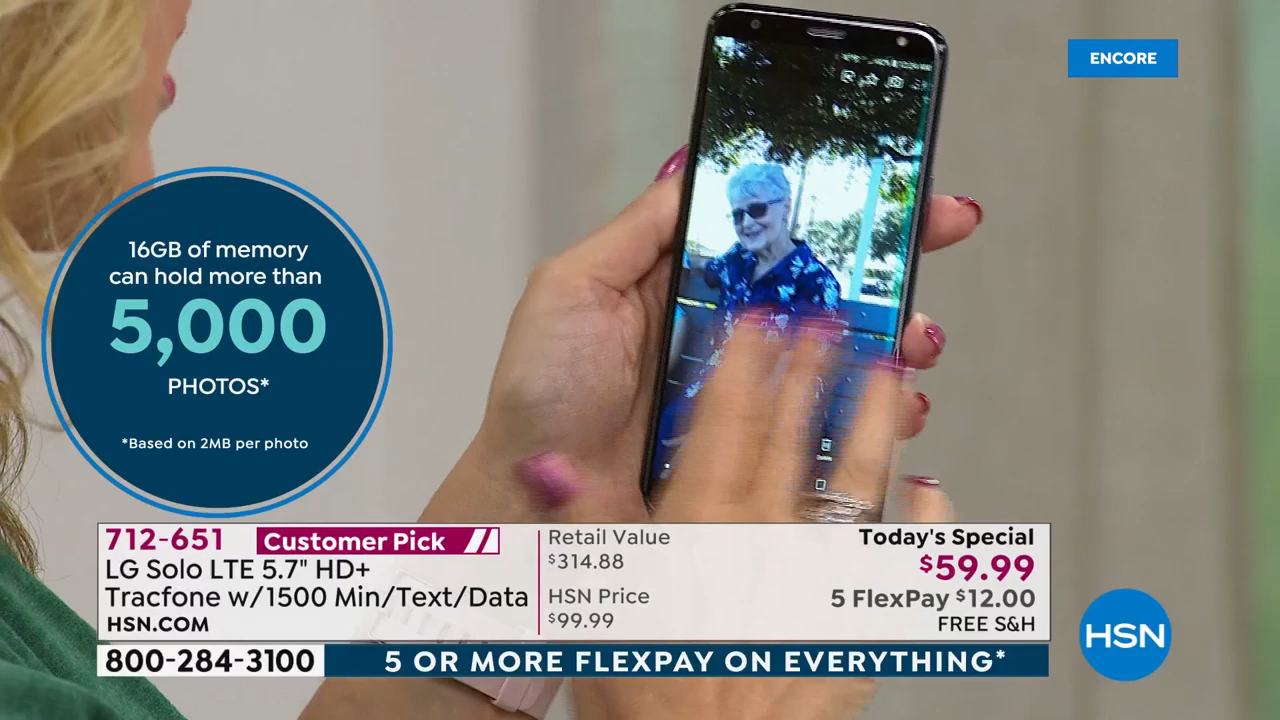 ENCORE
16GB of memory
can hold more than
5,000
PHOTOS*
*Based on 2MB per photo
712-651 Customer Pick
LG Solo LTE 5.7" HD+
Tracfone w/1500 Min/Text/Data
HSN.COM
Retail Value
$314.88
HSN Price
$99.99
Today's Special
$59.99
5 FlexPay $12.00
FREE S&H
HSN
800-284-3100 5 OR MORE FLEXPAY ON EVERYTHING*